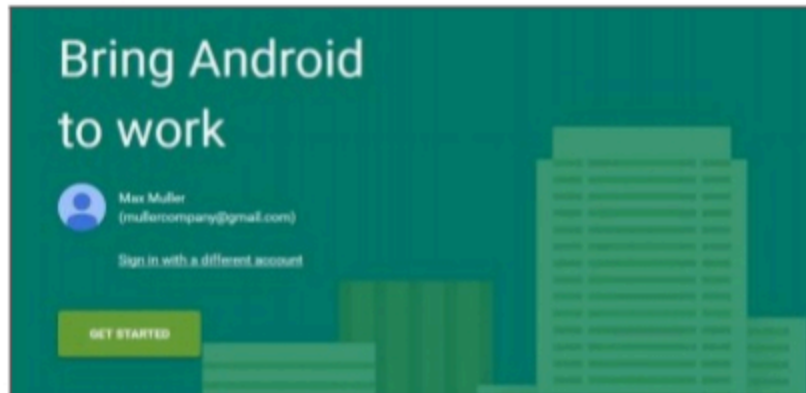 Bring Android
to work
Max Muller
(mullercompany@gmail.com)
Sign in with a different account
GET STARTED